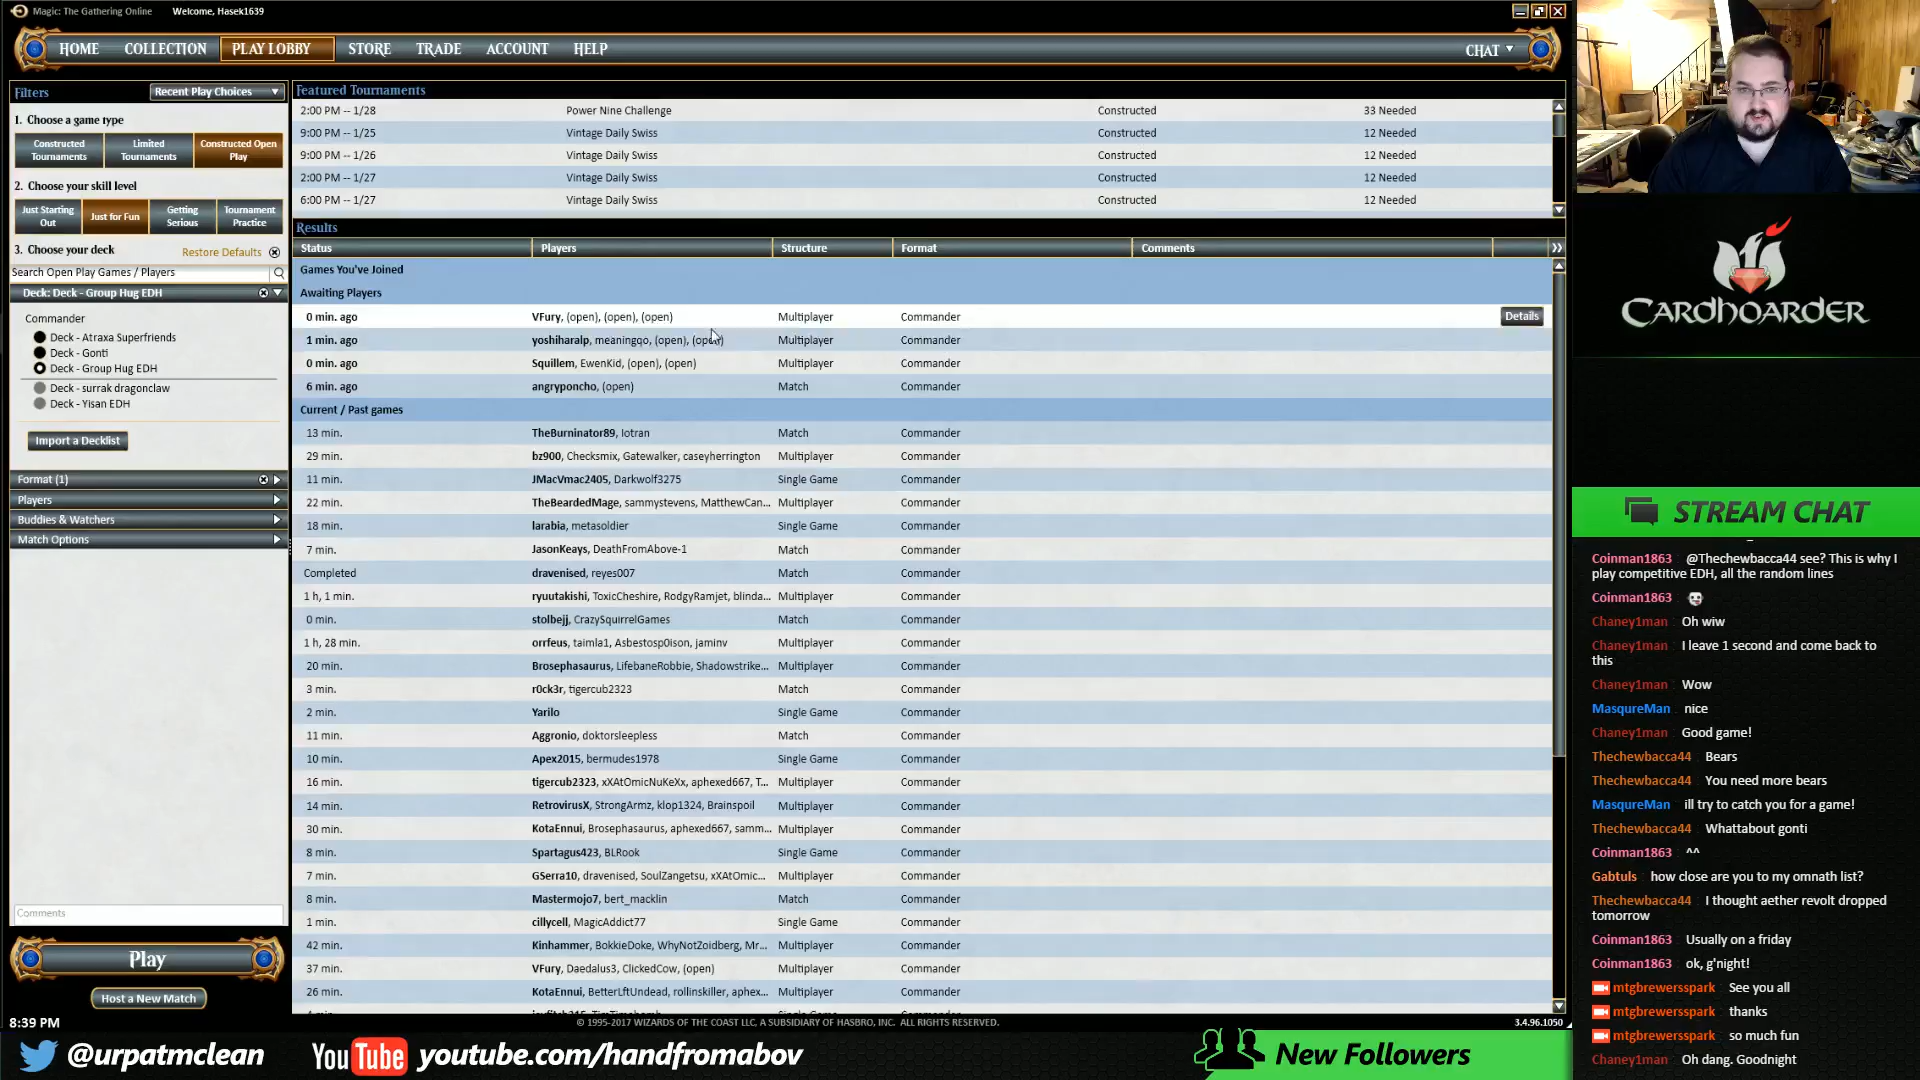 Magic: The Gathering Online Welcome, Hasek1639
HOME COLLECTION PLAY LOBBY STORE TRADE ACCOUNT HELP CHAT
Filters Recent Play Choices
1. Choose a game type
Constructed Tournaments Limited Tournaments Constructed Open Play
2. Choose your skill level
Just Starting Out Just for Fun Getting Serious Tournament Practice
3. Choose your deck Restore Defaults
Search Open Play Games / Players
Deck: Deck - Group Hug EDH
Commander
Deck - Atraxa Superfriends
Deck - Gonti
Deck - Group Hug EDH
Deck - surrak dragonclaw
Deck - Yisan EDH
Import a Decklist
Format (1)
Players
Buddies & Watchers
Match Options
Comments
Play
Host a New Match
8:39 PM
Featured Tournaments
2:00 PM -- 1/28 Power Nine Challenge Constructed 33 Needed
9:00 PM -- 1/25 Vintage Daily Swiss Constructed 12 Needed
9:00 PM -- 1/26 Vintage Daily Swiss Constructed 12 Needed
2:00 PM -- 1/27 Vintage Daily Swiss Constructed 12 Needed
6:00 PM -- 1/27 Vintage Daily Swiss Constructed 12 Needed
Results
Status Players Structure Format Comments
Games You've Joined
Awaiting Players
0 min. ago VFury, (open), (open), (open) Multiplayer Commander Details
1 min. ago yoshiharalp, meaningqo, (open), (open) Multiplayer Commander
0 min. ago Squillem, EwenKid, (open), (open) Multiplayer Commander
6 min. ago angryponcho, (open) Match Commander
Current / Past games
13 min. TheBurninator89, lotran Match Commander
29 min. bz900, Checksmix, Gatewalker, caseyherrington Multiplayer Commander
11 min. JMacVmac2405, Darkwolf3275 Single Game Commander
22 min. TheBeardedMage, sammystevens, MatthewCan... Multiplayer Commander
18 min. larabia, metasoldier Single Game Commander
7 min. JasonKeays, DeathFromAbove-1 Match Commander
Completed dravenised, reyes007 Match Commander
1 h, 1 min. ryuutakishi, ToxicCheshire, RodgyRamjet, blinda... Multiplayer Commander
0 min. stolbejj, CrazySquirrelGames Match Commander
1 h, 28 min. orrfeus, taimla1, Asbestosp0ison, jaminv Multiplayer Commander
20 min. Brosephasaurus, LifebaneRobbie, Shadowstrike... Multiplayer Commander
3 min. r0ck3r, tigercub2323 Match Commander
2 min. Yarilo Single Game Commander
11 min. Aggronio, doktorsleepless Match Commander
10 min. Apex2015, bermudes1978 Single Game Commander
16 min. tigercub2323, xXAtOmicNuKeXx, aphexed667, T... Multiplayer Commander
14 min. RetrovirusX, StrongArmz, klop1324, Brainspoil Multiplayer Commander
30 min. KotaEnnui, Brosephasaurus, aphexed667, samm... Multiplayer Commander
8 min. Spartagus423, BLRook Single Game Commander
7 min. GSerra10, dravenised, SoulZangetsu, xXAtOmic... Multiplayer Commander
8 min. Mastermojo7, bert_macklin Match Commander
1 min. cillycell, MagicAddict77 Single Game Commander
42 min. Kinhammer, BokkieDoke, WhyNotZoidberg, Mr... Multiplayer Commander
37 min. VFury, Daedalus3, ClickedCow, (open) Multiplayer Commander
26 min. KotaEnnui, BetterLftUndead, rollinskiller, aphex... Multiplayer Commander
© 1995-2017 WIZARDS OF THE COAST LLC, A SUBSIDIARY OF HASBRO, INC. ALL RIGHTS RESERVED. 3.4.96.1050
CARDHOARDER
STREAM CHAT
Coinman1863 @Thechewbacca44 see? This is why I
play competitive EDH, all the random lines
Coinman1863
Chaney1man Oh wiw
Chaney1man I leave 1 second and come back to
this
Chaney1man Wow
MasqureMan nice
Chaney1man Good game!
Thechewbacca44 Bears
Thechewbacca44 You need more bears
MasqureMan ill try to catch you for a game!
Thechewbacca44 Whattabout gonti
Coinman1863 ^^
Gabtuls how close are you to my omnath list?
Thechewbacca44 I thought aether revolt dropped
tomorrow
Coinman1863 Usually on a friday
Coinman1863 ok, g'night!
mtgbrewersspark See you all
mtgbrewersspark thanks
mtgbrewersspark so much fun
Chaney1man Oh dang. Goodnight
@urpatmclean YouTube youtube.com/handfromabov New Followers